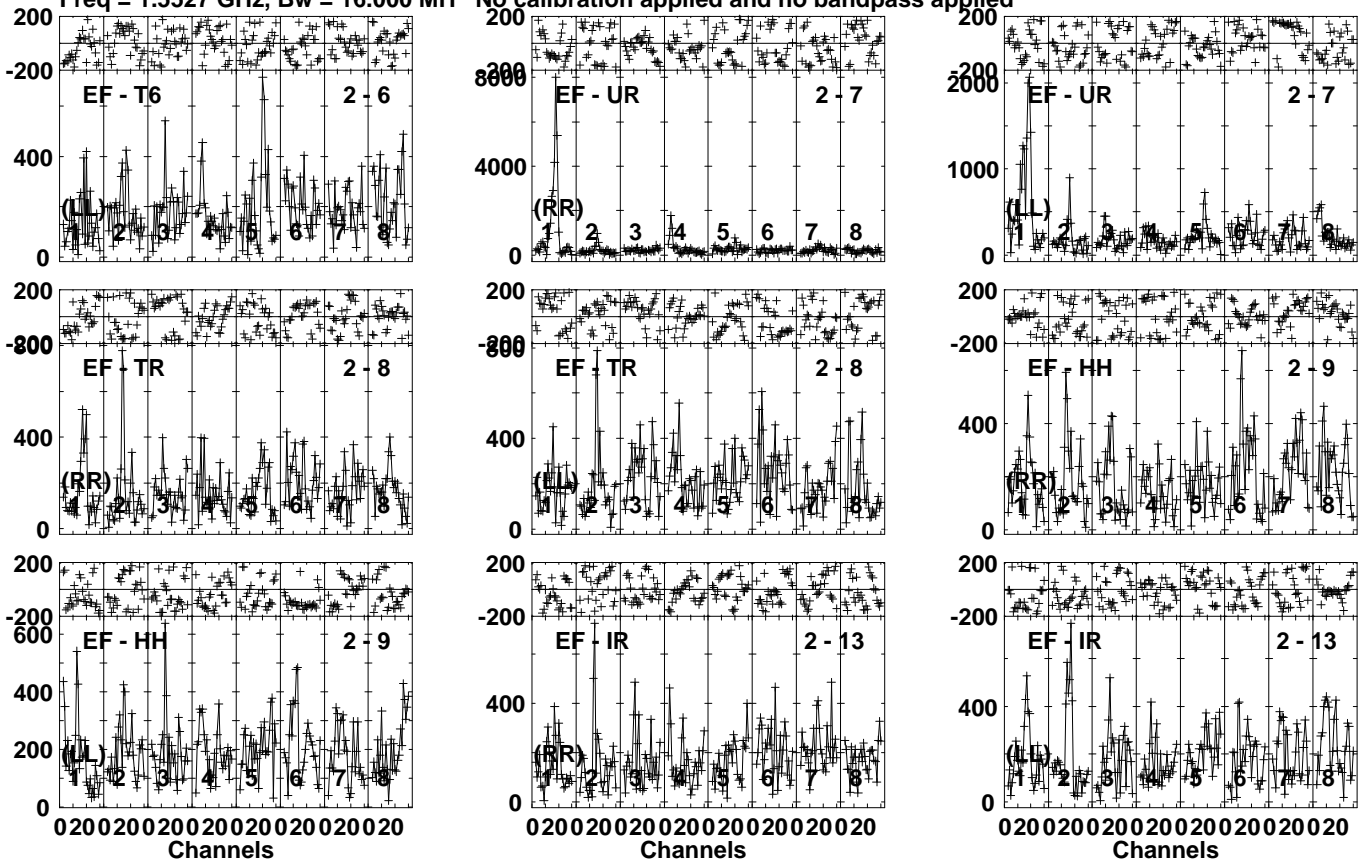 Freq = 1.5527 GHz, Bw = 16.000 MH No calibration applied and no bandpass applied
200 200 200
-200 -200 -200
8000 2000
EF - T6 2 - 6 EF - UR 2 - 7 EF - UR 2 - 7
400 4000 1000
(LL) (RR) (LL)
1 2 3 4 5 6 7 8 1 2 3 4 5 6 7 8 1 2 3 4 5 6 7 8
0 0 0
200 200 200
-200 -200 -200
800 800
EF - TR 2 - 8 EF - TR 2 - 8 EF - HH 2 - 9
400 400 400
(RR) (LL) (RR)
1 2 3 4 5 6 7 8 1 2 3 4 5 6 7 8 1 2 3 4 5 6 7 8
0 0 0
200 200 200
-200 -200 -200
600
EF - HH 2 - 9 EF - IR 2 - 13 EF - IR 2 - 13
400 400 400
200
(LL) (RR) (LL)
1 2 3 4 5 6 7 8 1 2 3 4 5 6 7 8 1 2 3 4 5 6 7 8
0 0 0
0 20 0 20 0 20 0 20 0 20 0 20 0 20 0 20 0 20 0 20 0 20 0 20 0 20 0 20 0 20 0 20 0 20 0 20 0 20 0 20 0 20 0 20 0 20 0 20
Channels Channels Channels